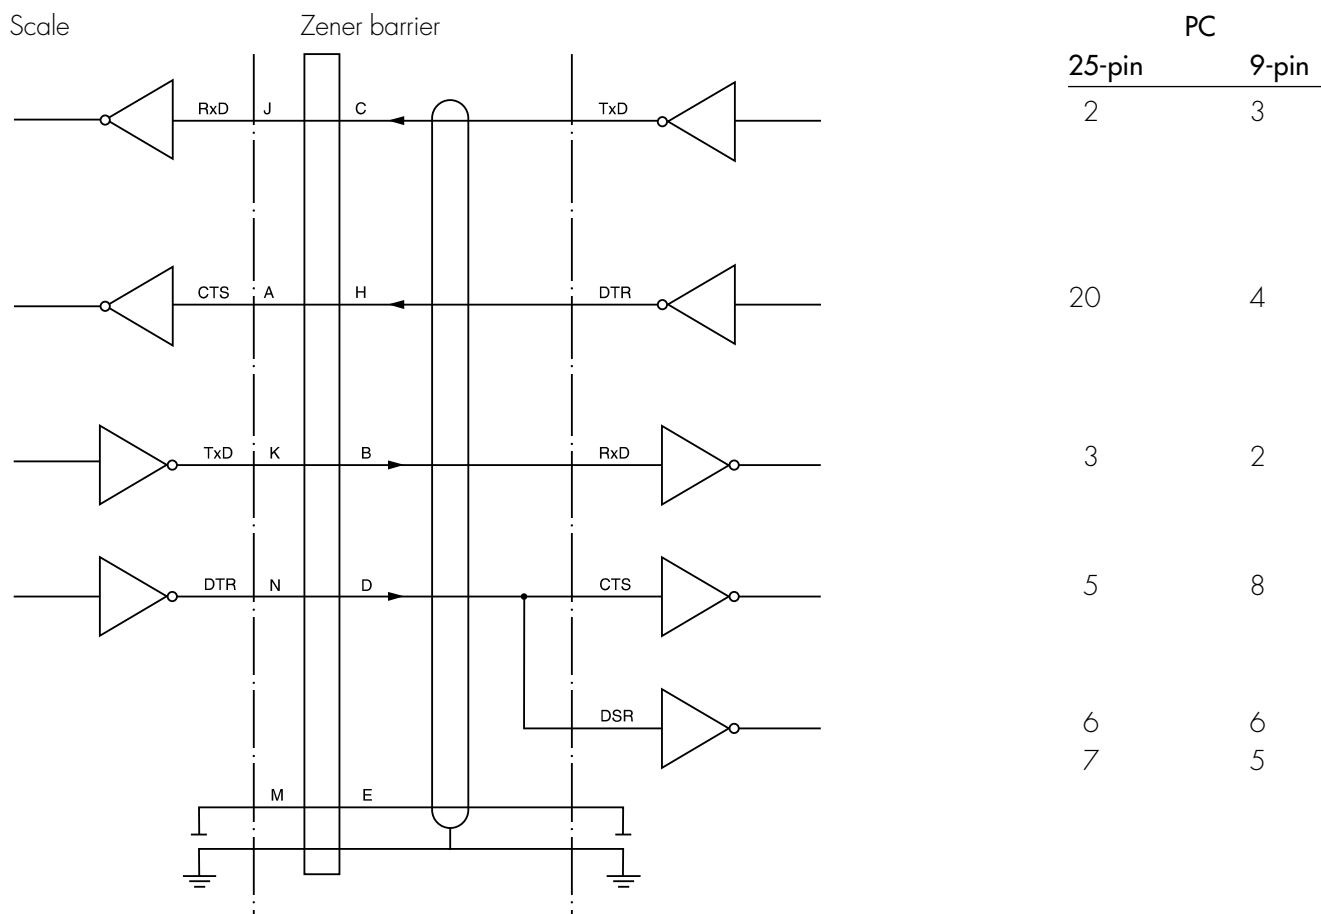 Scale Zener barrier PC
25-pin 9-pin
RxD J C TxD 2 3
CTS A H DTR 20 4
TxD K B RxD 3 2
DTR N D CTS 5 8
DSR 6 6
7 5
M E